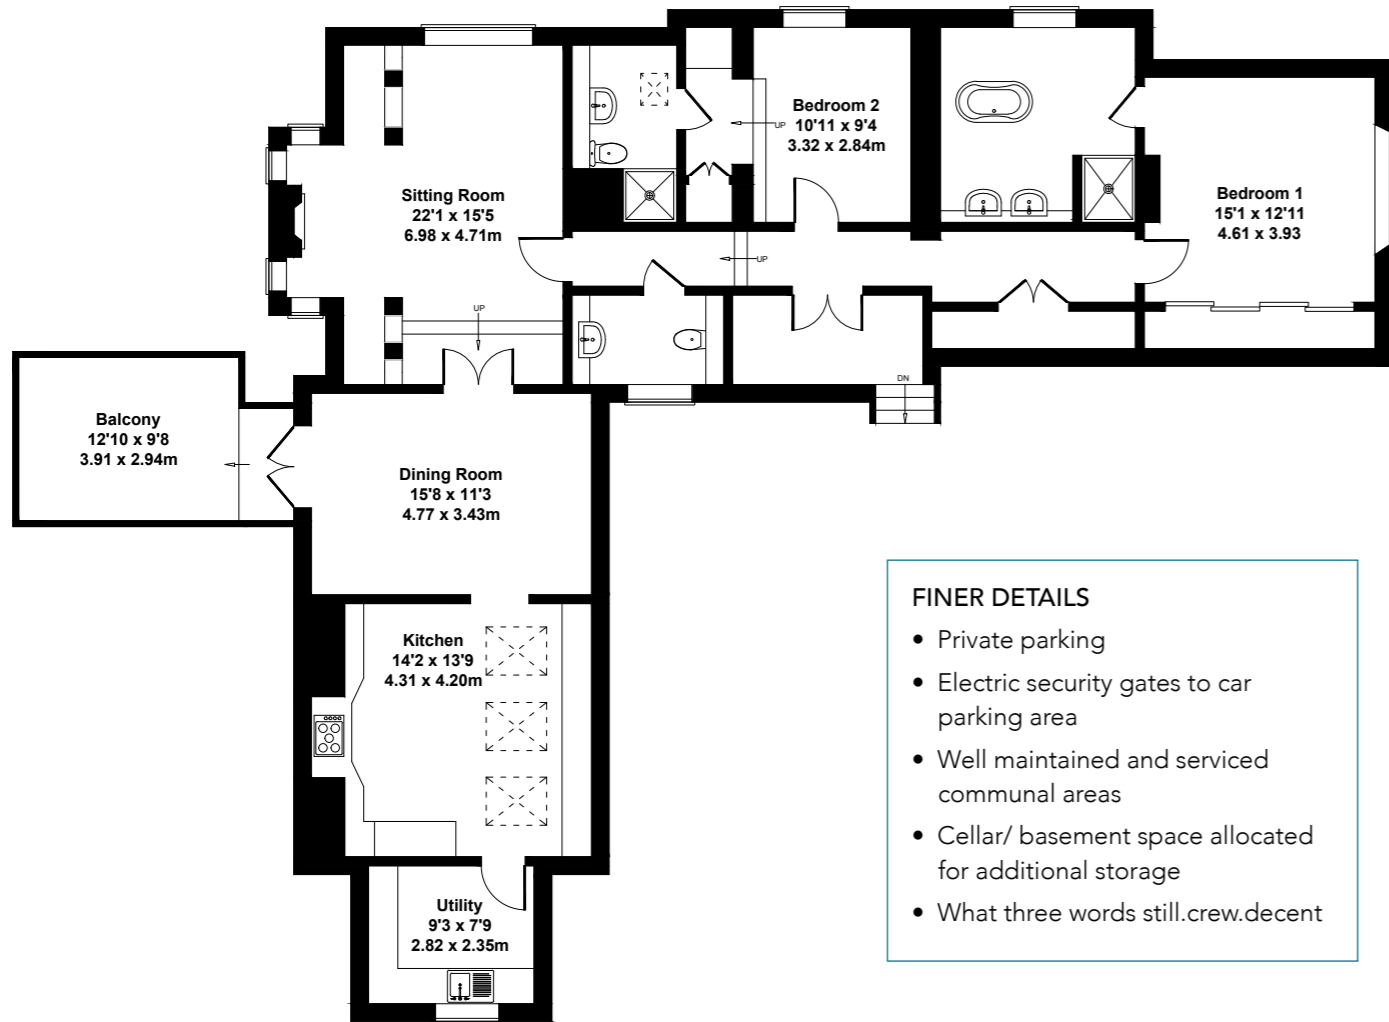 Sitting Room
22'1 x 15'5
6.98 x 4.71m
UP
UP
Bedroom 2
10'11 x 9'4
3.32 x 2.84m
UP
UP
Bedroom 1
15'1 x 12'11
4.61 x 3.93
DN
Balcony
12'10 x 9'8
3.91 x 2.94m
Dining Room
15'8 x 11'3
4.77 x 3.43m
Kitchen
14'2 x 13'9
4.31 x 4.20m
Utility
9'3 x 7'9
2.82 x 2.35m
FINER DETAILS
• Private parking
• Electric security gates to car
parking area
• Well maintained and serviced
communal areas
• Cellar/ basement space allocated
for additional storage
• What three words still.crew.decent